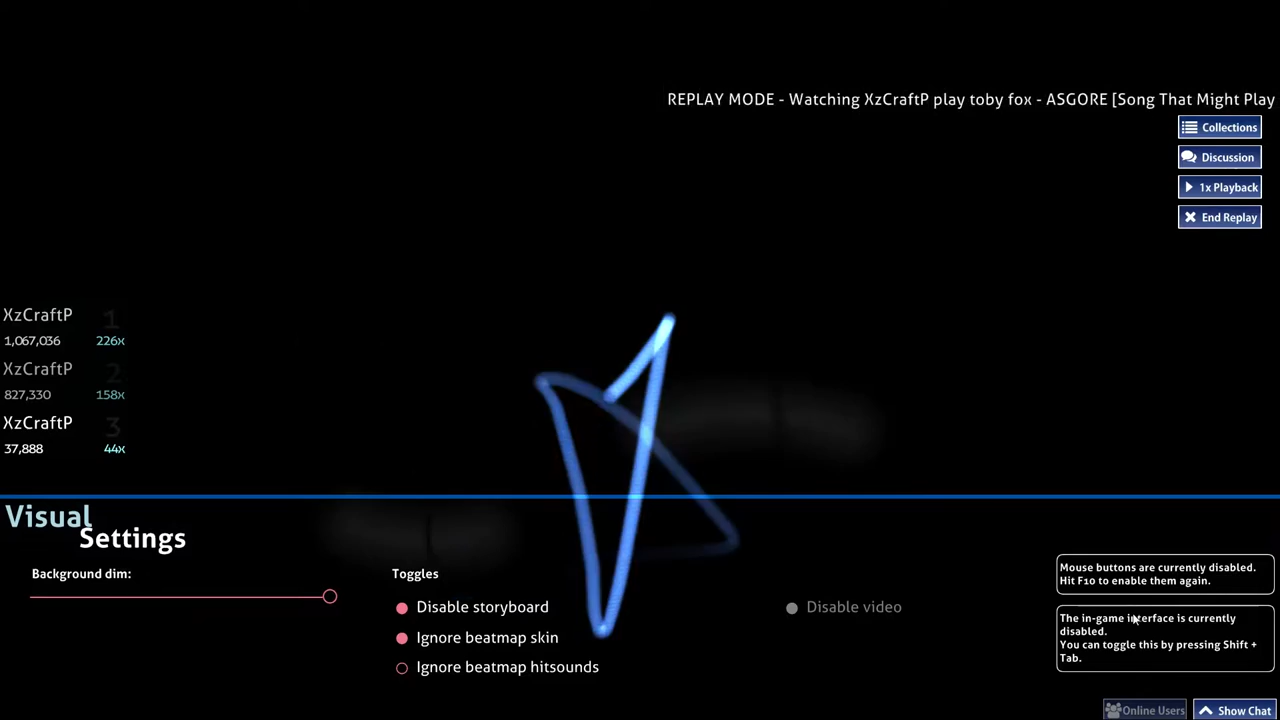 REPLAY MODE - Watching XzCraftP play toby fox - ASGORE [Song That Might Play
Collections
Discussion
1x Playback
End Replay
XzCraftP 1
1,067,036 226x
XzCraftP 2
827,330 158x
XzCraftP 3
37,888 44x
Visual
Settings
Background dim:
Toggles
Disable storyboard
Disable video
Ignore beatmap skin
Ignore beatmap hitsounds
Mouse buttons are currently disabled.
Hit F10 to enable them again.
The in-game interface is currently
disabled.
You can toggle this by pressing Shift +
Tab.
Online Users
Show Chat